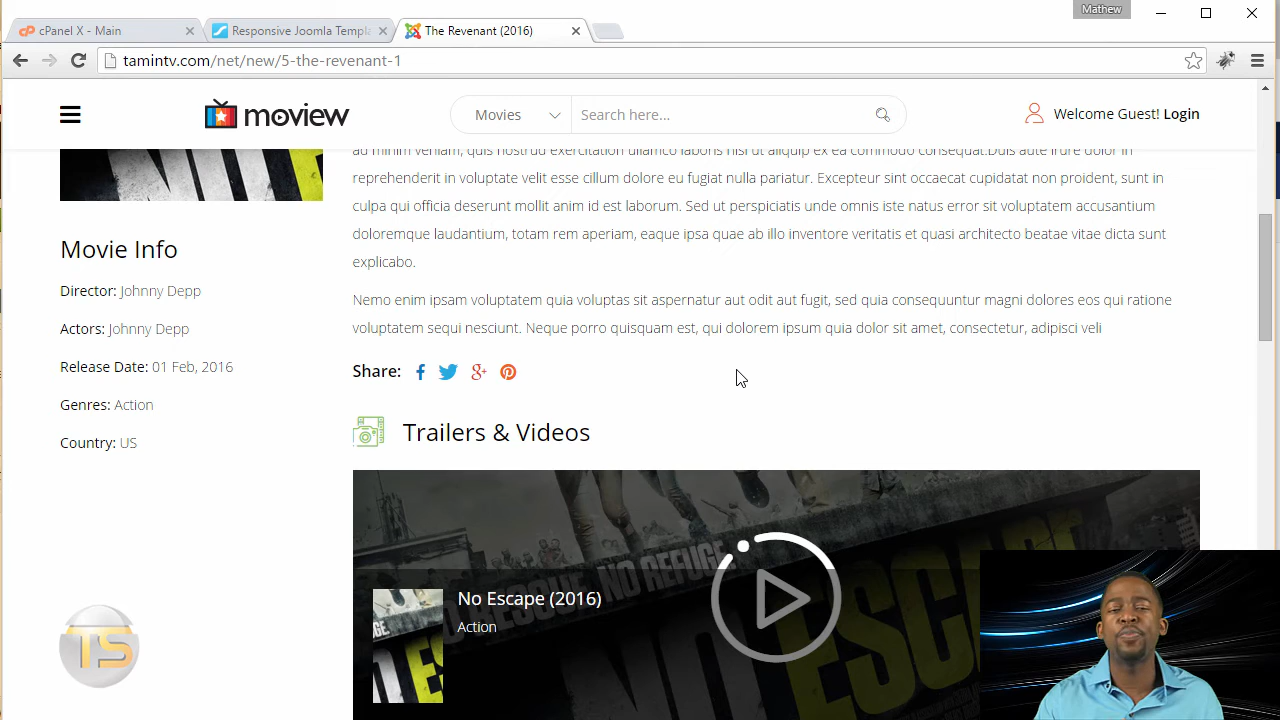 Mathew
cPanel X - Main
Responsive Joomla Templa
The Revenant (2016)
tamintv.com/net/new/5-the-revenant-1
moview
Movies
Search here...
Welcome Guest! Login
ad minim veniam, quis nostrud exercitation ullamco laboris nisi ut aliquip ex ea commodo consequat.Duis aute irure dolor in
reprehenderit in voluptate velit esse cillum dolore eu fugiat nulla pariatur. Excepteur sint occaecat cupidatat non proident, sunt in
culpa qui officia deserunt mollit anim id est laborum. Sed ut perspiciatis unde omnis iste natus error sit voluptatem accusantium
doloremque laudantium, totam rem aperiam, eaque ipsa quae ab illo inventore veritatis et quasi architecto beatae vitae dicta sunt
explicabo.
Nemo enim ipsam voluptatem quia voluptas sit aspernatur aut odit aut fugit, sed quia consequuntur magni dolores eos qui ratione
voluptatem sequi nesciunt. Neque porro quisquam est, qui dolorem ipsum quia dolor sit amet, consectetur, adipisci veli
Movie Info
Director: Johnny Depp
Actors: Johnny Depp
Release Date: 01 Feb, 2016
Genres: Action
Country: US
Share:
Trailers & Videos
NO ESCAPE NO REFUGE
NO ESCAPE
No Escape (2016)
Action
TS